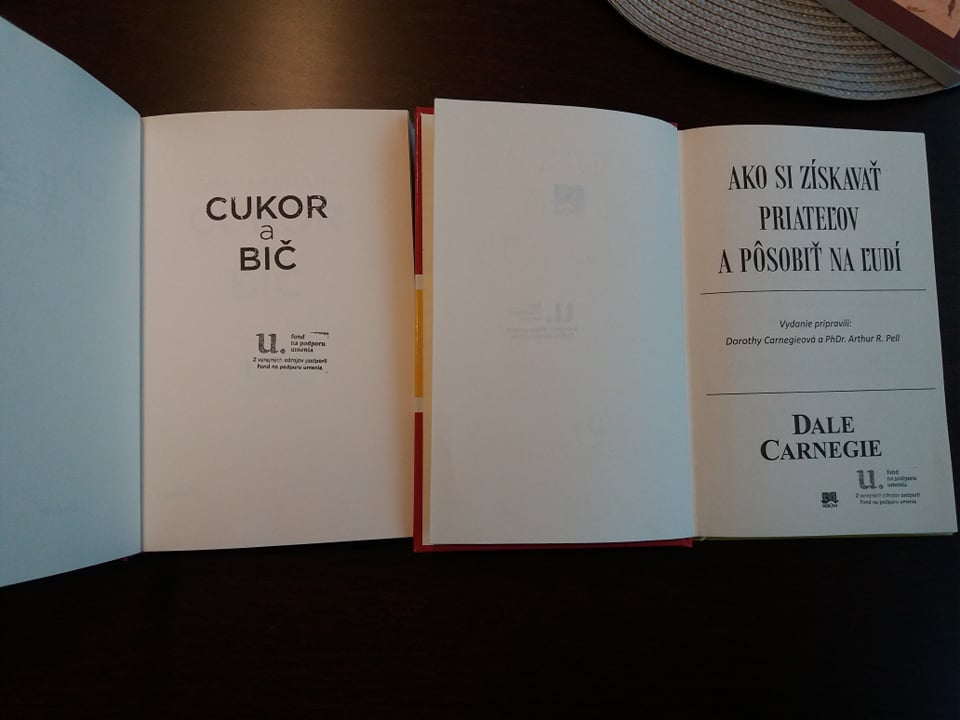 CUKOR
a
BIČ
u. fond
na podporu
umenia
Z verejných zdrojov podporil
Fond na podporu umenia
AKO SI ZÍSKAVAŤ
PRIATEĽOV
A PÔSOBIŤ NA ĽUDÍ
Vydanie pripravili:
Dorothy Carnegieová a PhDr. Arthur R. Pell
DALE
CARNEGIE
u. fond
na podporu
umenia
Z verejných zdrojov podporil
Fond na podporu umenia